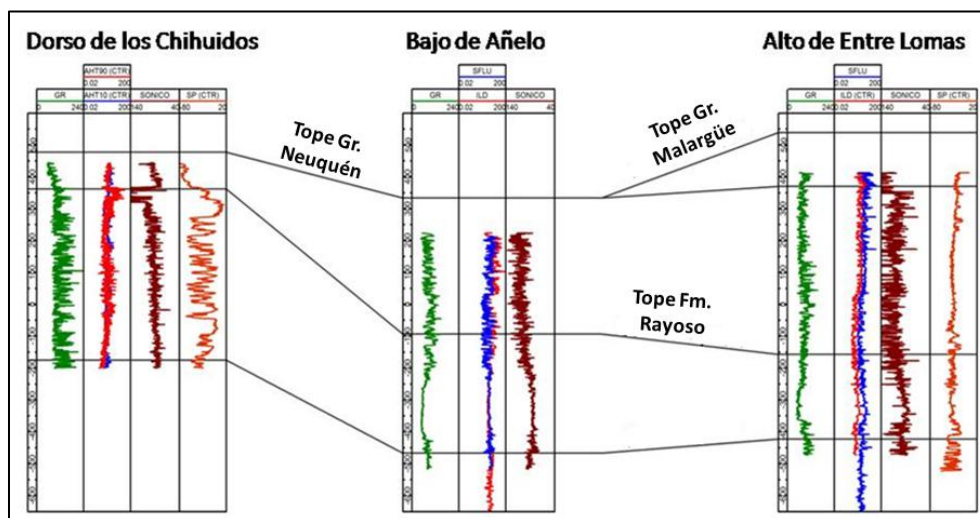 Dorso de los Chihuidos
Bajo de Añelo
Alto de Entre Lomas
AHT90 (CTR)
0.02 200
GR
0 240
AHT10 (CTR)
0.02 200
SONICO
140 40
SP (CTR)
-80 20
SFLU
0.02 200
GR
0 240
ILD
0.02 200
SONICO
140 40
SFLU
0.02 200
GR
0 240
ILD (CTR)
0.02 200
SONICO
140 40
SP (CTR)
-80 20
Tope Gr.
Neuquén
Tope Gr.
Malargüe
Tope Fm.
Rayoso